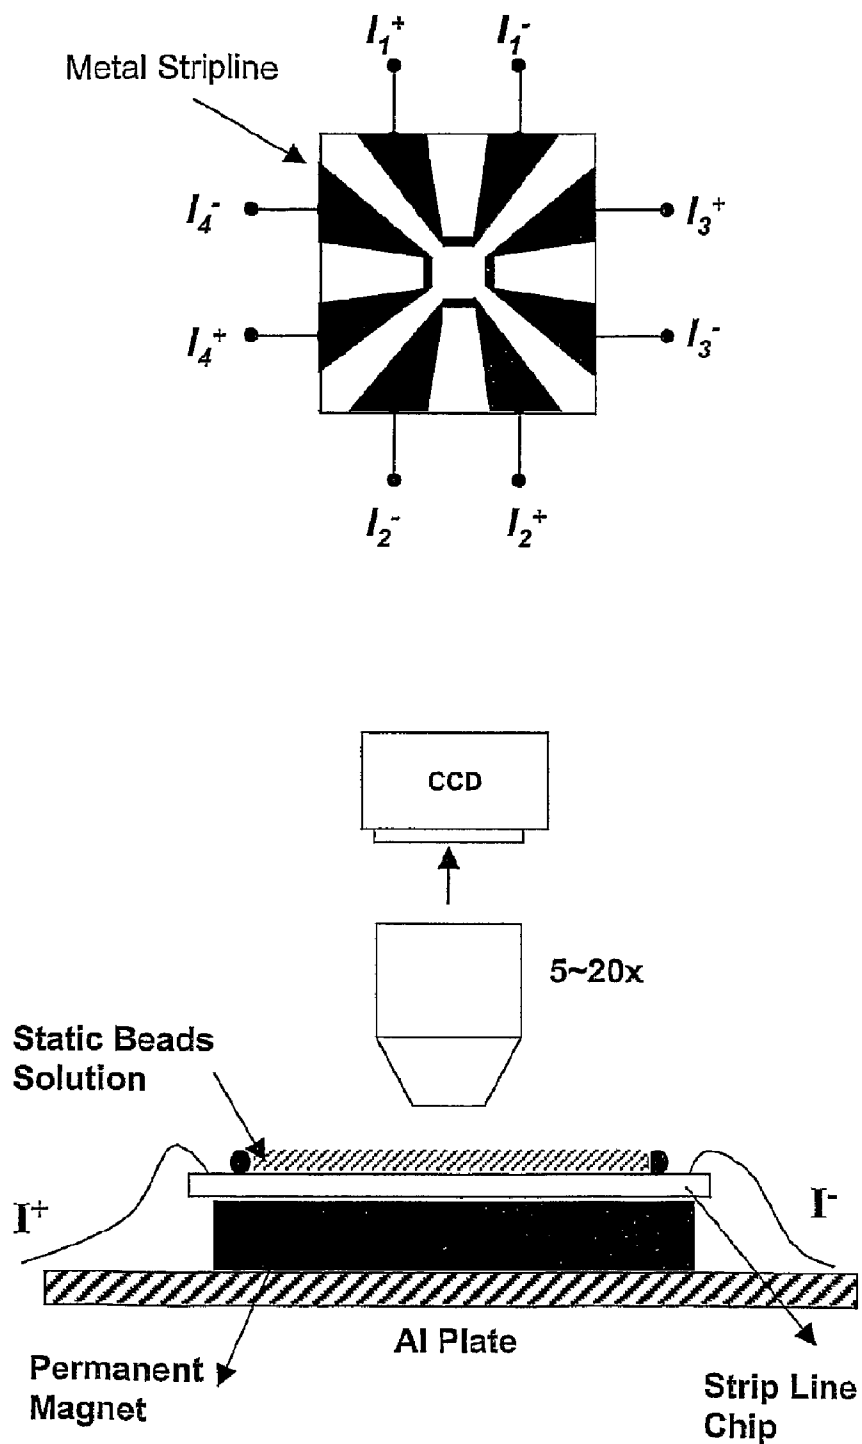 I₁⁺ I₁⁻
Metal Stripline
I₄⁻ I₃⁺
I₄⁺ I₃⁻
I₂⁻ I₂⁺
CCD
5~20x
Static Beads
Solution
I⁺ I⁻
Al Plate
Permanent
Magnet
Strip Line
Chip